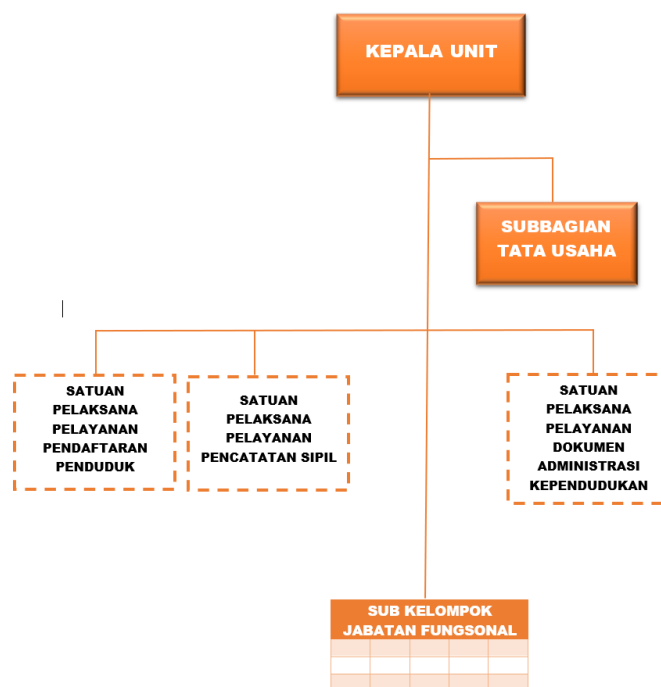 KEPALA UNIT
SUBBAGIAN
TATA USAHA
SATUAN
PELAKSANA
PELAYANAN
PENDAFTARAN
PENDUDUK
SATUAN
PELAKSANA
PELAYANAN
PENCATATAN SIPIL
SATUAN
PELAKSANA
PELAYANAN
DOKUMEN
ADMINISTRASI
KEPENDUDUKAN
SUB KELOMPOK
JABATAN FUNGSONAL